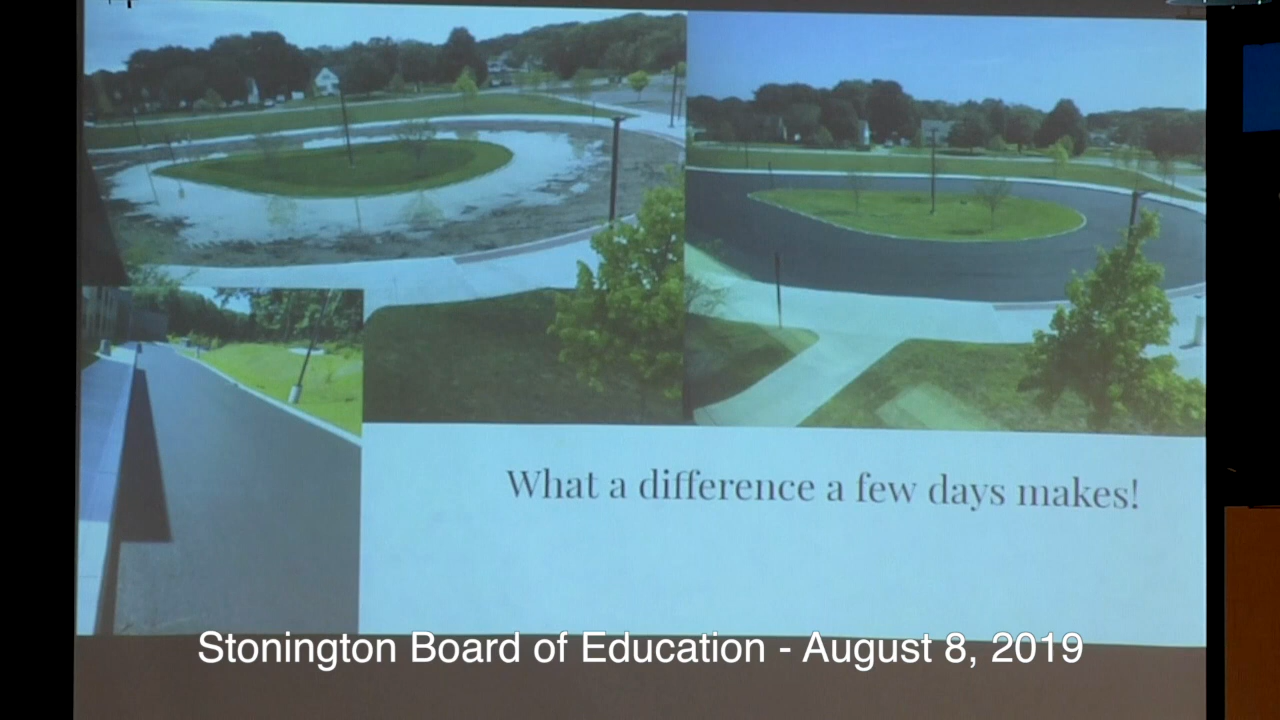 What a difference a few days makes!
Stonington Board of Education - August 8, 2019